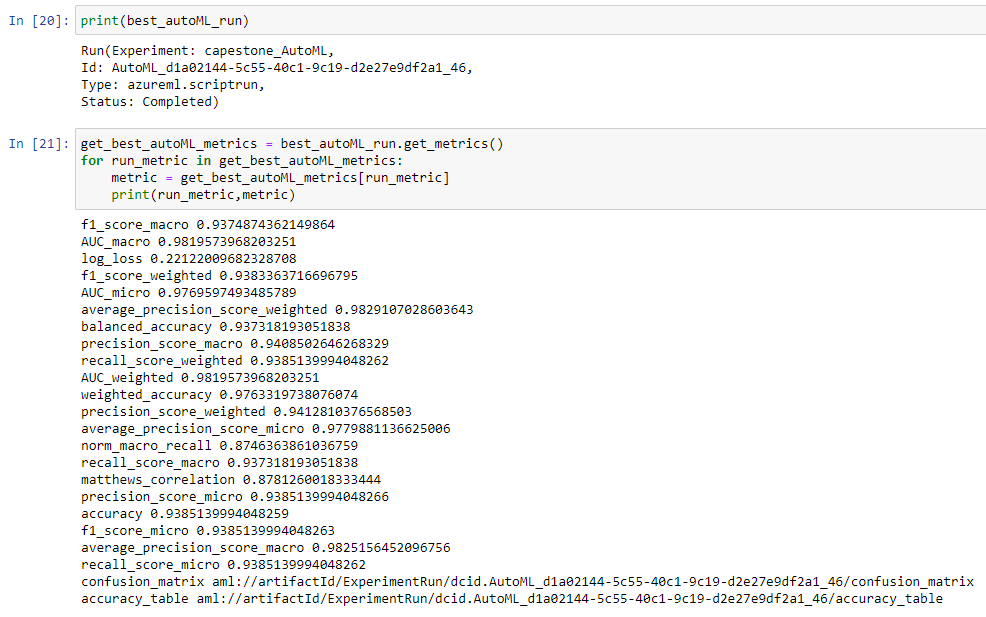 In [20]: print(best_autoML_run)
Run(Experiment: capestone_AutoML,
Id: AutoML_d1a02144-5c55-40c1-9c19-d2e27e9df2a1_46,
Type: azureml.scriptrun,
Status: Completed)
In [21]: get_best_autoML_metrics = best_autoML_run.get_metrics()
for run_metric in get_best_autoML_metrics:
    metric = get_best_autoML_metrics[run_metric]
    print(run_metric,metric)
f1_score_macro 0.9374874362149864
AUC_macro 0.9819573968203251
log_loss 0.22122009682328708
f1_score_weighted 0.9383363716696795
AUC_micro 0.9769597493485789
average_precision_score_weighted 0.9829107028603643
balanced_accuracy 0.937318193051838
precision_score_macro 0.9408502646268329
recall_score_weighted 0.9385139994048262
AUC_weighted 0.9819573968203251
weighted_accuracy 0.9763319738076074
precision_score_weighted 0.9412810376568503
average_precision_score_micro 0.9779881136625006
norm_macro_recall 0.8746363861036759
recall_score_macro 0.937318193051838
matthews_correlation 0.8781260018333444
precision_score_micro 0.9385139994048266
accuracy 0.9385139994048259
f1_score_micro 0.9385139994048263
average_precision_score_macro 0.9825156452096756
recall_score_micro 0.9385139994048262
confusion_matrix aml://artifactId/ExperimentRun/dcid.AutoML_d1a02144-5c55-40c1-9c19-d2e27e9df2a1_46/confusion_matrix
accuracy_table aml://artifactId/ExperimentRun/dcid.AutoML_d1a02144-5c55-40c1-9c19-d2e27e9df2a1_46/accuracy_table